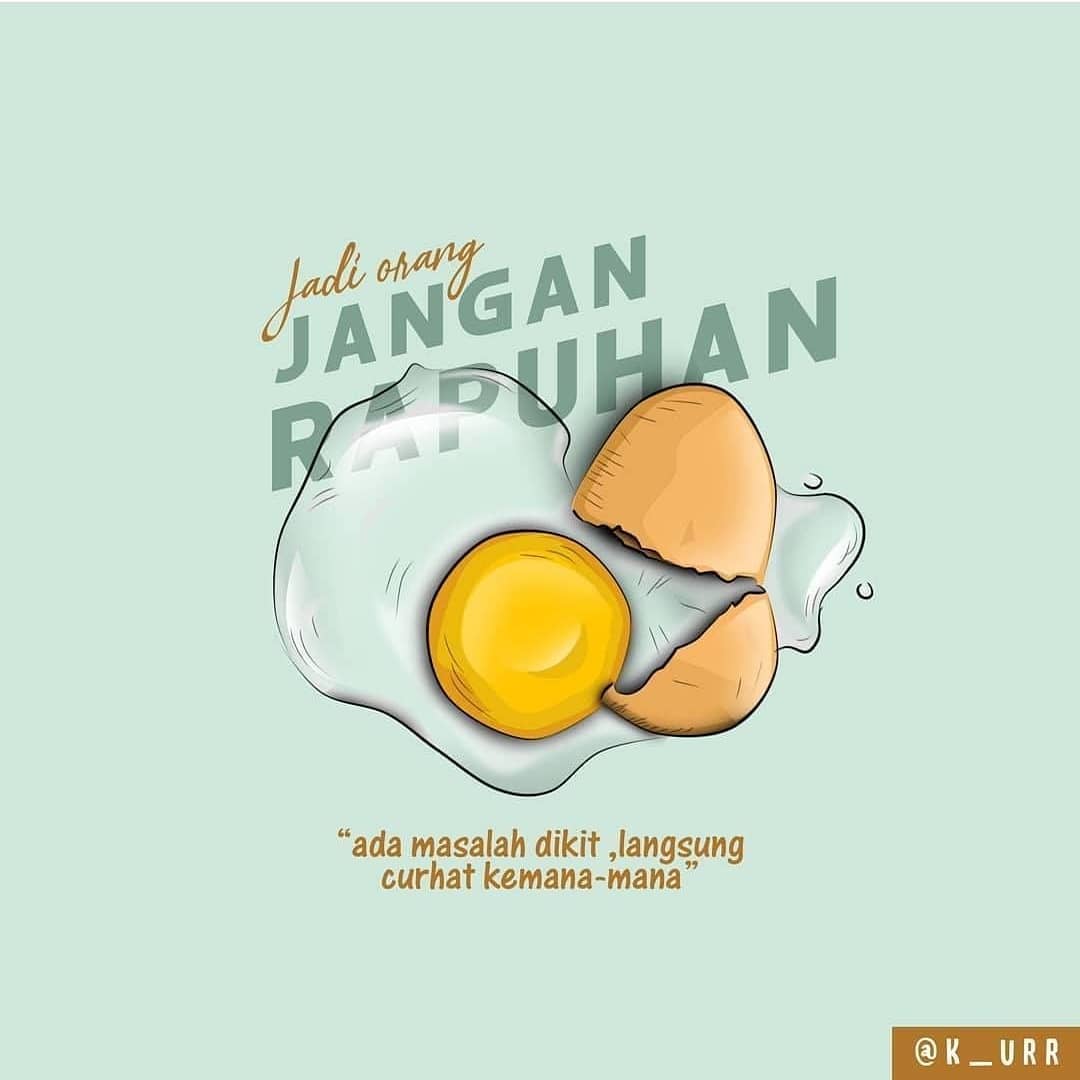 Jadi orang
JANGAN
RAPUHAN
“ada masalah dikit ,langsung
curhat kemana-mana”
@K_URR